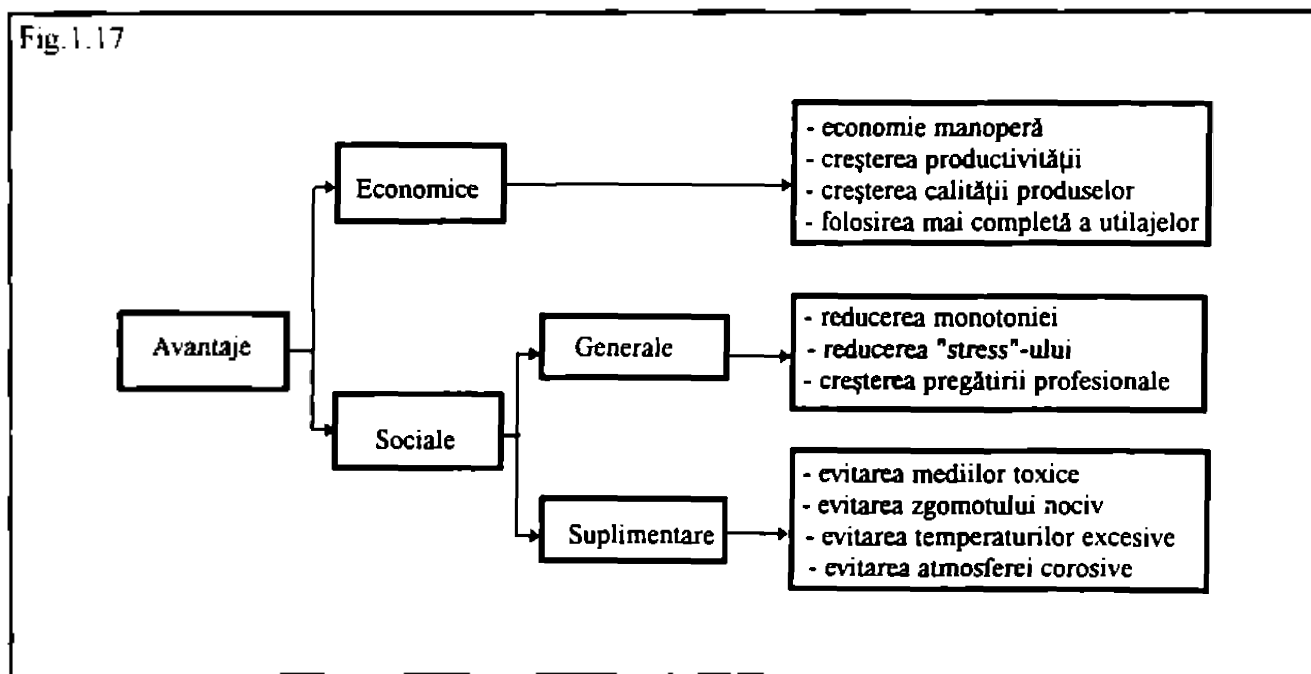 Fig.1.17
Avantaje
Economice
- economie manoperă
- creşterea productivităţii
- creşterea calităţii produselor
- folosirea mai completă a utilajelor
Sociale
Generale
- reducerea monotoniei
- reducerea "stress"-ului
- creşterea pregătirii profesionale
Suplimentare
- evitarea mediilor toxice
- evitarea zgomotului nociv
- evitarea temperaturilor excesive
- evitarea atmosferei corosive